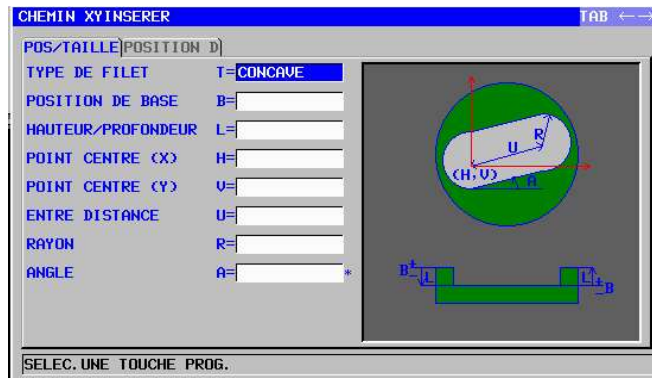 CHEMIN XYINSERER TAB ←→
POS/TAILLE POSITION D
TYPE DE FILET T=CONCAVE
POSITION DE BASE B=
HAUTEUR/PROFONDEUR L=
POINT CENTRE (X) H=
POINT CENTRE (Y) V=
ENTRE DISTANCE U=
RAYON R=
ANGLE A= *
R
U
(H,V)
A
B + - L
L + - B
SELEC.UNE TOUCHE PROG.